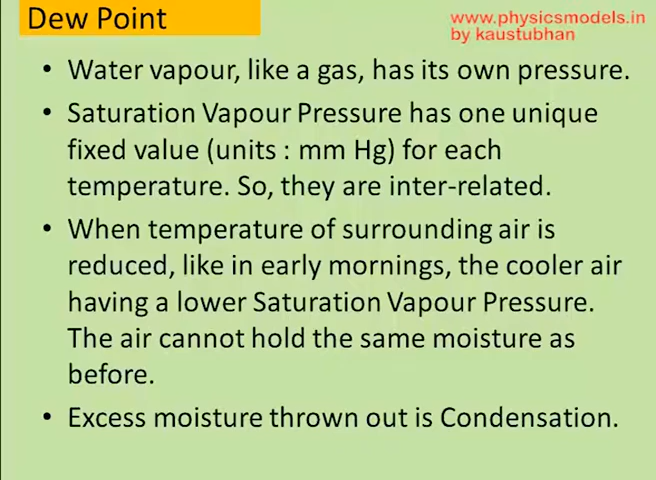 Dew Point
www.physicsmodels.in
by kaustubhan
• Water vapour, like a gas, has its own pressure.
• Saturation Vapour Pressure has one unique
fixed value (units : mm Hg) for each
temperature. So, they are inter-related.
• When temperature of surrounding air is
reduced, like in early mornings, the cooler air
having a lower Saturation Vapour Pressure.
The air cannot hold the same moisture as
before.
• Excess moisture thrown out is Condensation.